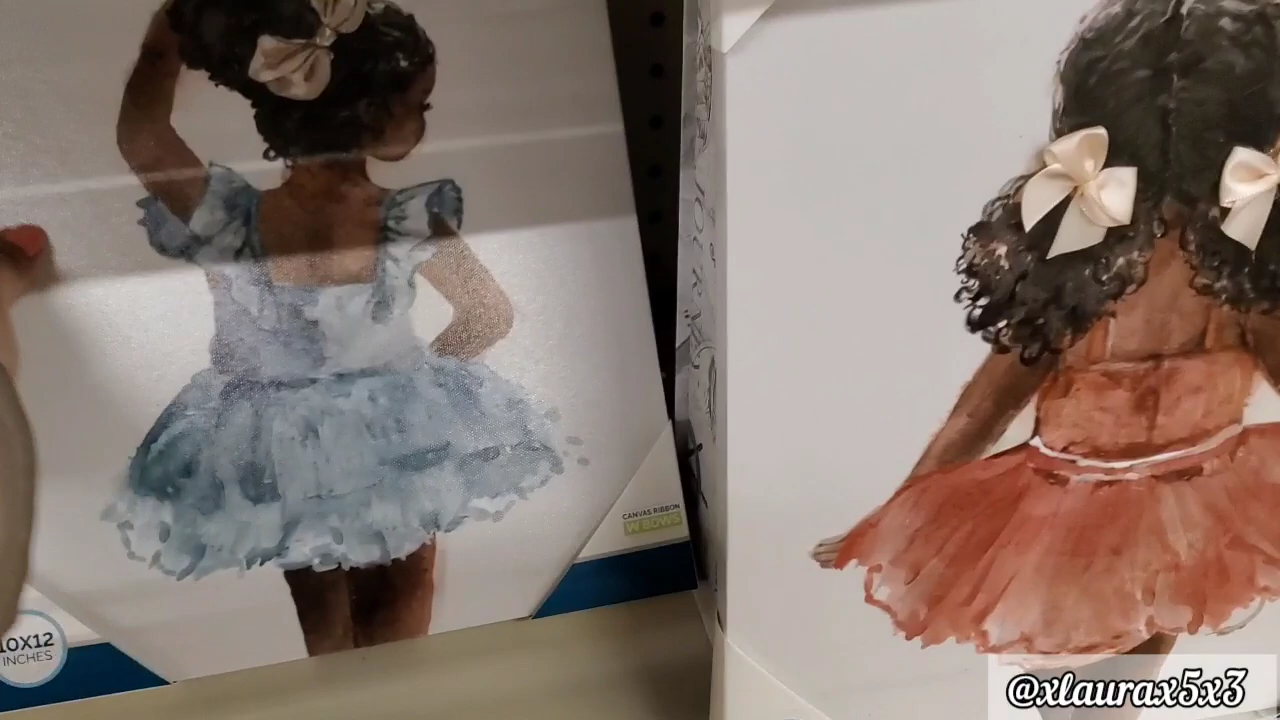 CANVAS RIBBON
W BOWS
10X12
INCHES
@xlaurax5x3